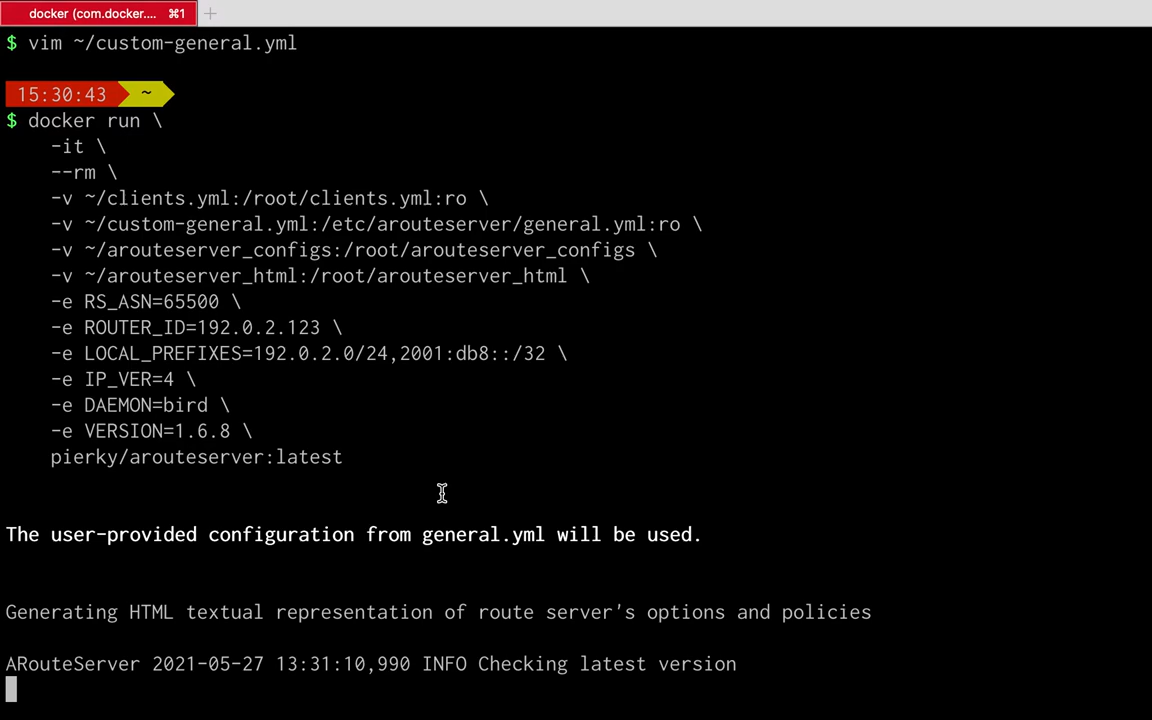 docker (com.docker.... ⌘1
$ vim ~/custom-general.yml
15:30:43 ~
$ docker run \
-it \
--rm \
-v ~/clients.yml:/root/clients.yml:ro \
-v ~/custom-general.yml:/etc/arouteserver/general.yml:ro \
-v ~/arouteserver_configs:/root/arouteserver_configs \
-v ~/arouteserver_html:/root/arouteserver_html \
-e RS_ASN=65500 \
-e ROUTER_ID=192.0.2.123 \
-e LOCAL_PREFIXES=192.0.2.0/24,2001:db8::/32 \
-e IP_VER=4 \
-e DAEMON=bird \
-e VERSION=1.6.8 \
pierky/arouteserver:latest
The user-provided configuration from general.yml will be used.
Generating HTML textual representation of route server's options and policies
ARouteServer 2021-05-27 13:31:10,990 INFO Checking latest version